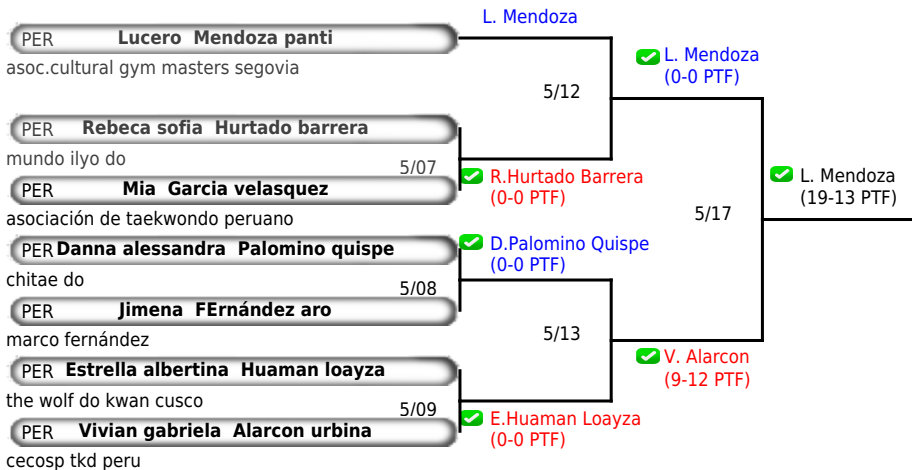 L. Mendoza
PER Lucero Mendoza panti
asoc.cultural gym masters segovia
L. Mendoza
(0-0 PTF)
5/12
PER Rebeca sofia Hurtado barrera
mundo ilyo do
5/07
PER Mia Garcia velasquez
R.Hurtado Barrera
(0-0 PTF)
L. Mendoza
(19-13 PTF)
asociación de taekwondo peruano
5/17
PER Danna alessandra Palomino quispe
D.Palomino Quispe
(0-0 PTF)
chitae do
5/08
PER Jimena FErnández aro
marco fernández
5/13
V. Alarcon
(9-12 PTF)
PER Estrella albertina Huaman loayza
the wolf do kwan cusco
5/09
PER Vivian gabriela Alarcon urbina
E.Huaman Loayza
(0-0 PTF)
cecosp tkd peru